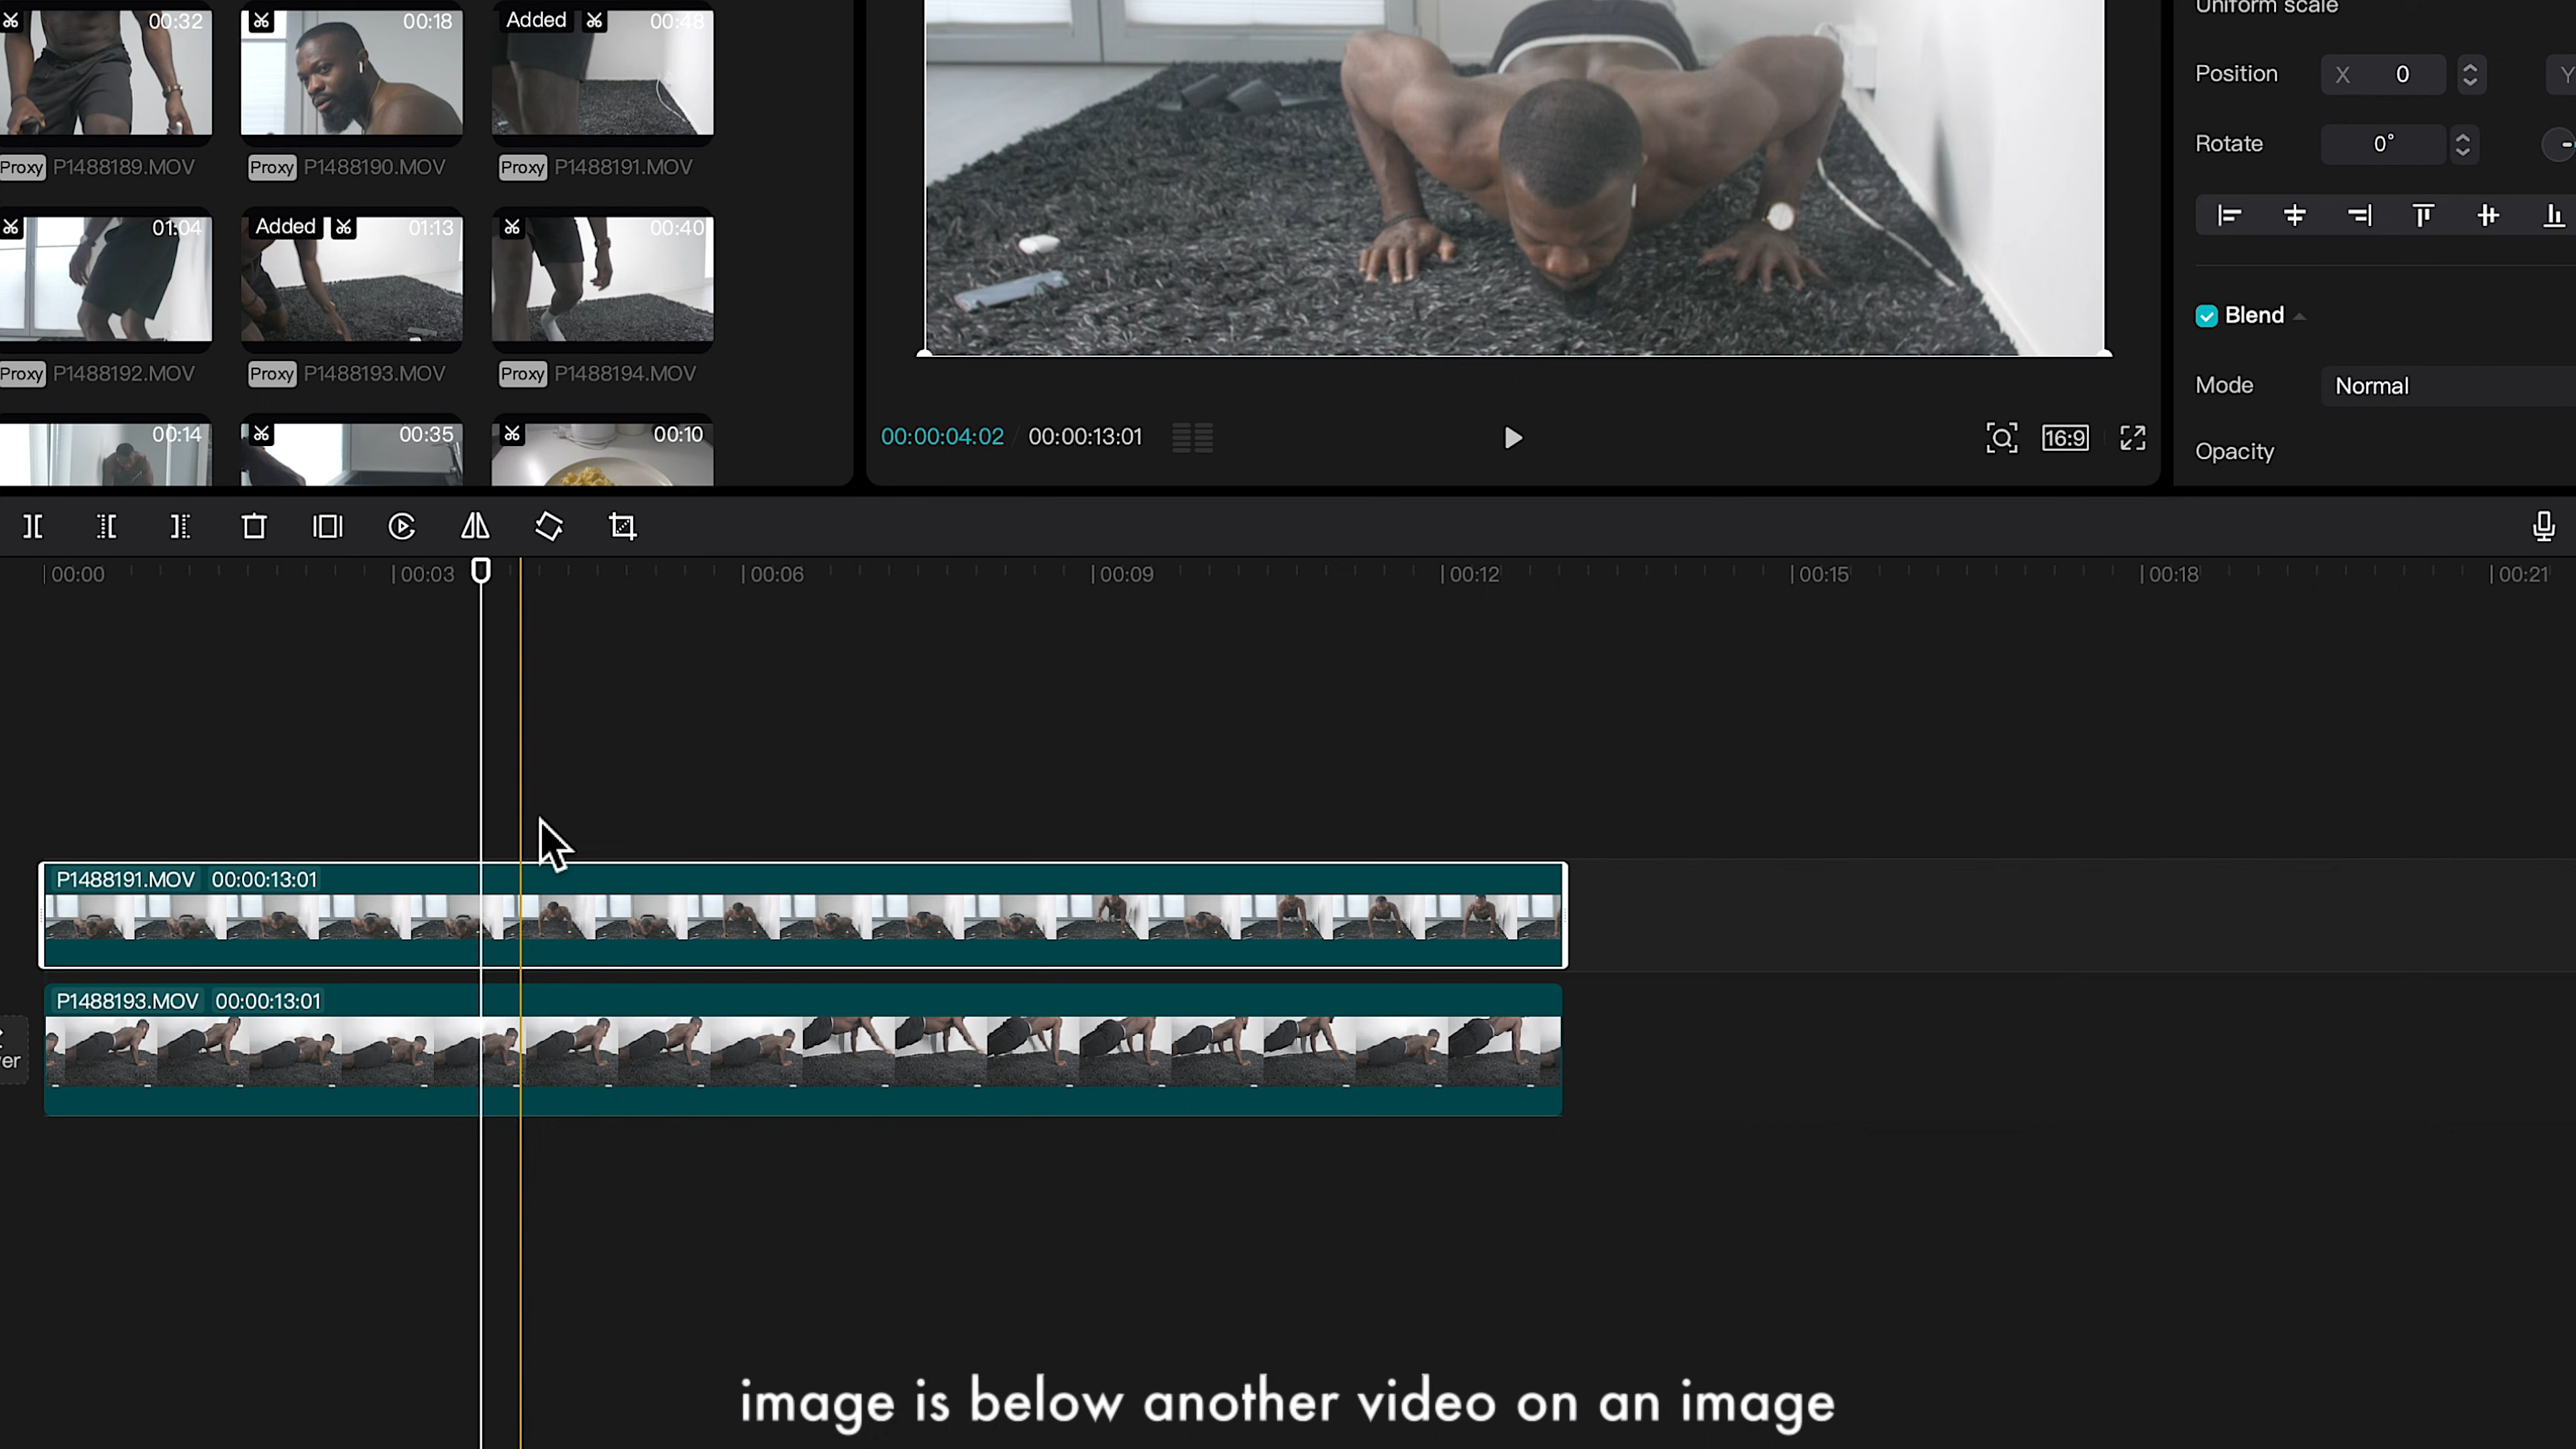 Uniform scale
00:32
00:18
Added 00:48
Position X 0 Y
Rotate 0°
Proxy P1488189.MOV
Proxy P1488190.MOV
Proxy P1488191.MOV
01:04
Added 01:13
00:40
Blend
Proxy P1488192.MOV
Proxy P1488193.MOV
Proxy P1488194.MOV
Mode Normal
00:14
00:35
00:10
00:00:04:02 / 00:00:13:01
16:9
Opacity
00:00 00:03 00:06 00:09 00:12 00:15 00:18 00:21
P1488191.MOV 00:00:13:01
P1488193.MOV 00:00:13:01
er
image is below another video on an image